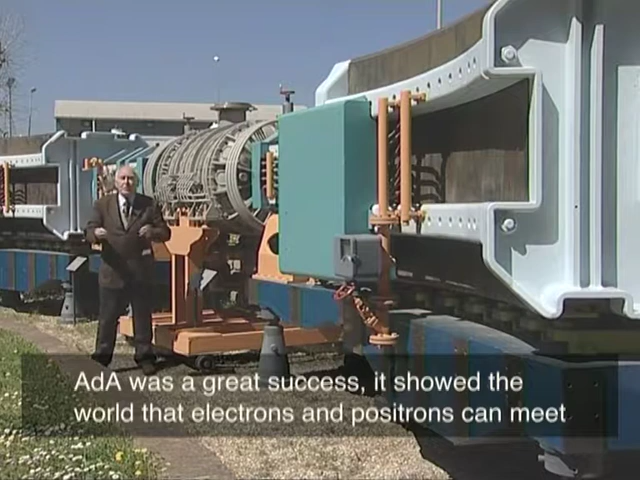 AdA was a great success, it showed the
world that electrons and positrons can meet